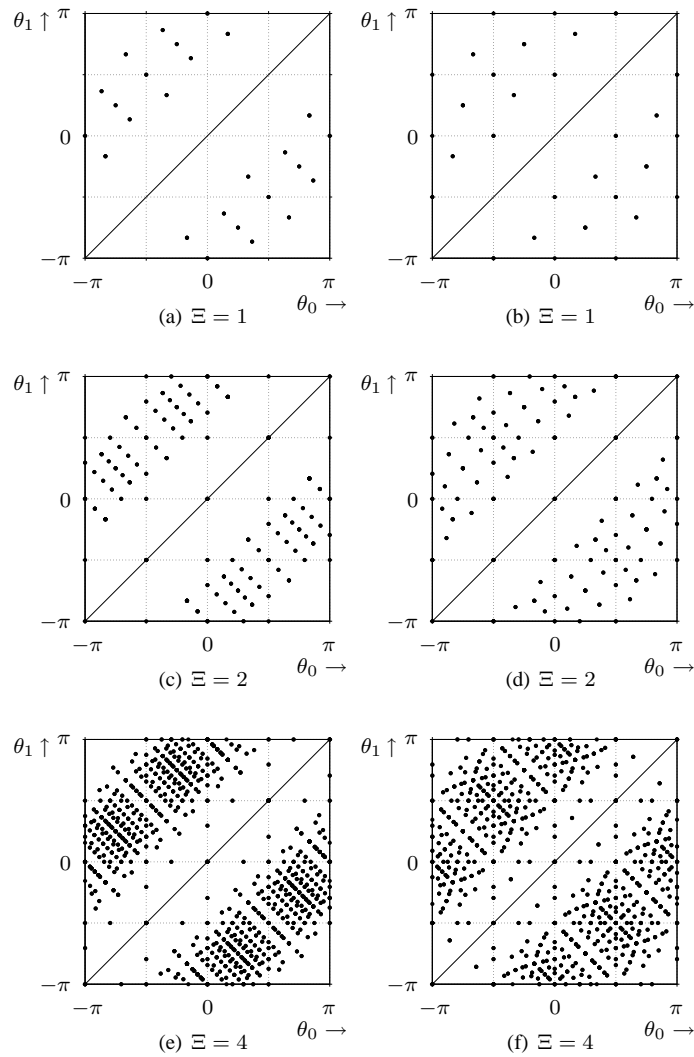 θ₁ ↑ π π θ₁ ↑ π
0 0
−π −π
−π 0 π −π 0 π
θ₀ → θ₀ →
(a) Ξ = 1 (b) Ξ = 1
θ₁ ↑ π θ₁ ↑ π
0 0
−π −π
−π 0 π −π 0 π
θ₀ → θ₀ →
(c) Ξ = 2 (d) Ξ = 2
θ₁ ↑ π θ₁ ↑ π
0 0
−π −π
−π 0 π −π 0 π
θ₀ → θ₀ →
(e) Ξ = 4 (f) Ξ = 4